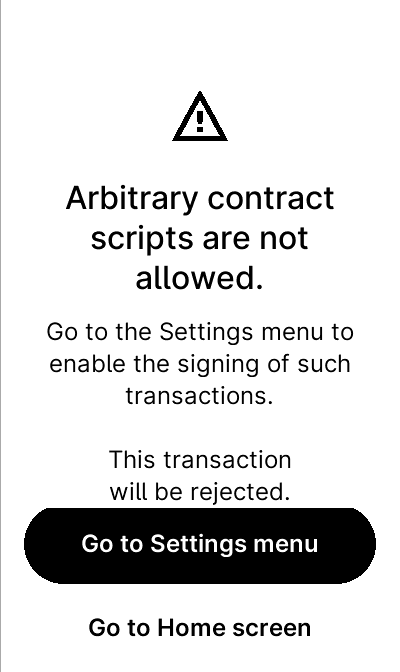 Arbitrary contract
scripts are not
allowed.
Go to the Settings menu to
enable the signing of such
transactions.
This transaction
will be rejected.
Go to Settings menu
Go to Home screen